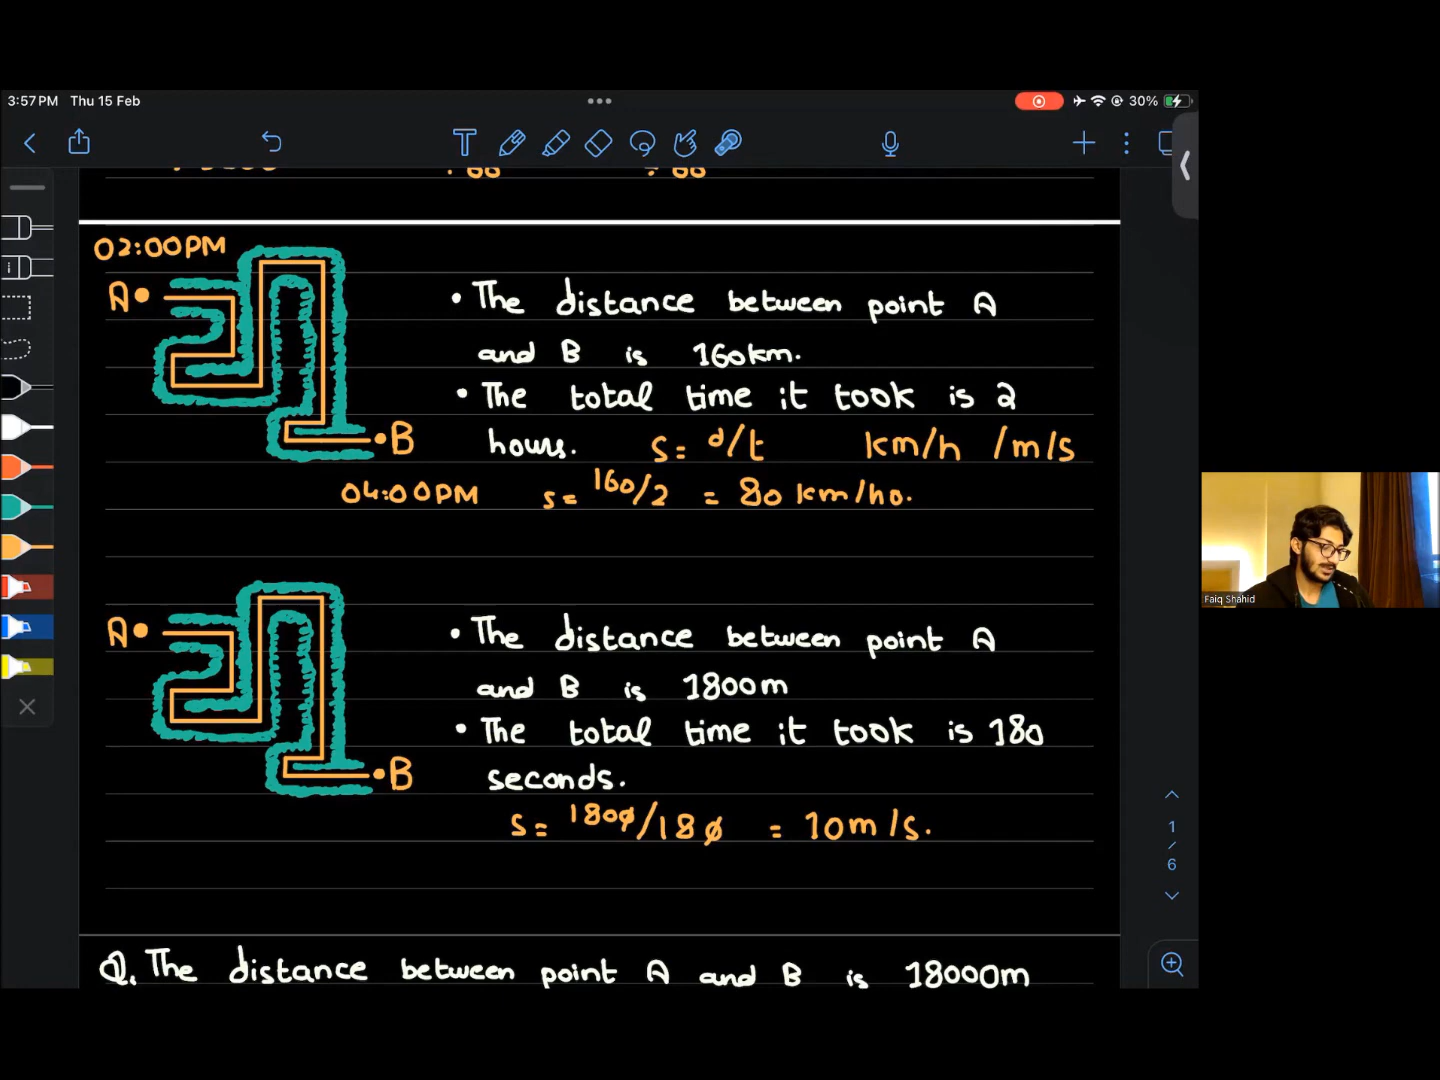 3:57PM Thu 15 Feb
30%
02:00PM
A
B
04:00PM
• The distance between point A
and B is 160km.
• The total time it took is 2
hours. s= d/t km/h /m/s
s= 160/2 = 80 km/ho.
A
B
• The distance between point A
and B is 1800m
• The total time it took is 180
seconds.
s= 1800/180 = 10m/s.
Q. The distance between point A and B is 18000m
1
/
6
Faiq Shahid